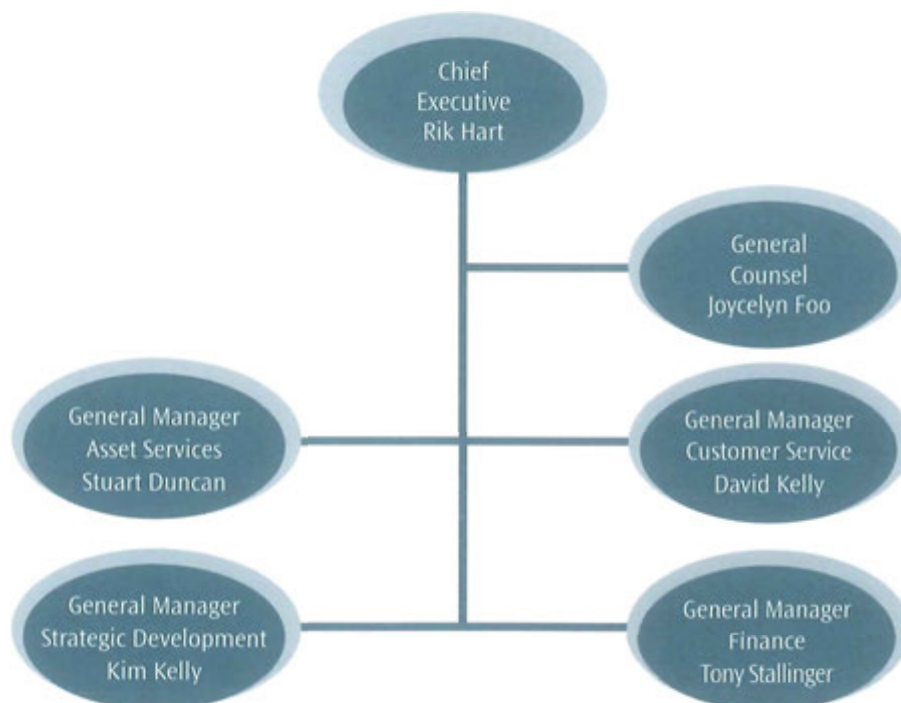 Chief
Executive
Rik Hart
General
Counsel
Joycelyn Foo
General Manager
Asset Services
Stuart Duncan
General Manager
Customer Service
David Kelly
General Manager
Strategic Development
Kim Kelly
General Manager
Finance
Tony Stallinger